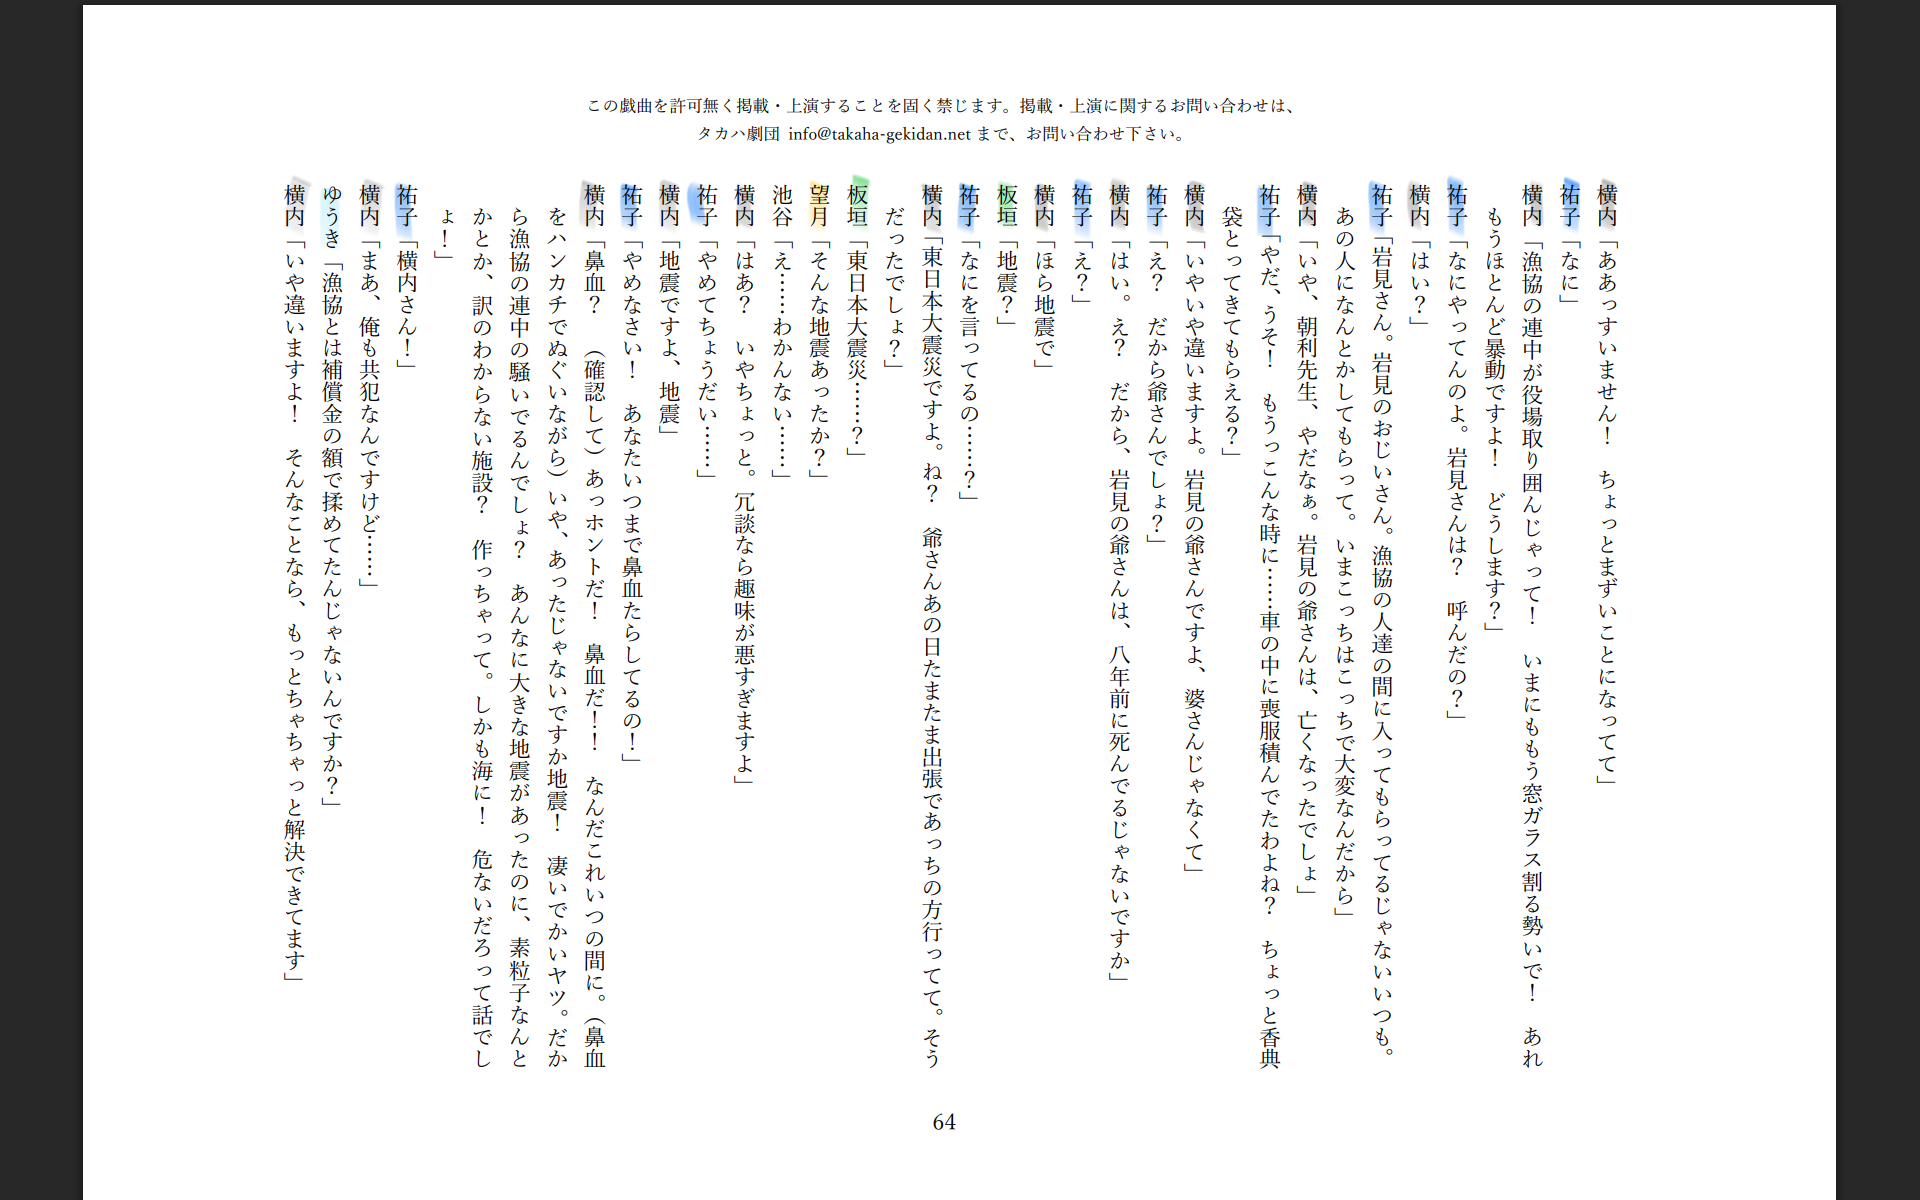 この戯曲を許可無く掲載・上演することを固く禁じます。掲載・上演に関するお問い合わせは、
タカハ劇団 info@takaha-gekidan.net まで、お問い合わせ下さい。
横内「ああっすいません！　ちょっとまずいことになってて」
祐子「なに」
横内「漁協の連中が役場取り囲んじゃって！　いまにももう窓ガラス割る勢いで！　あれ
もうほとんど暴動ですよ！　どうします？」
祐子「なにやってんのよ。岩見さんは？　呼んだの？」
横内「はい？」
祐子「岩見さん。岩見のおじいさん。漁協の人達の間に入ってもらってるじゃないいつも。
あの人になんとかしてもらって。いまこっちはこっちで大変なんだから」
横内「いや、朝利先生、やだなぁ。岩見の爺さんは、亡くなったでしょ」
祐子「やだ、うそ！　もうっこんな時に……車の中に喪服積んでたわよね？　ちょっと香典
袋とってきてもらえる？」
横内「いやいや違いますよ。岩見の爺さんですよ、婆さんじゃなくて」
祐子「え？　だから爺さんでしょ？」
横内「はい。え？　だから、岩見の爺さんは、八年前に死んでるじゃないですか」
祐子「え？」
横内「ほら地震で」
板垣「地震？」
祐子「なにを言ってるの……？」
横内「東日本大震災ですよ。ね？　爺さんあの日たまたま出張であっちの方行ってて。そう
だったでしょ？」
板垣「東日本大震災……？」
望月「そんな地震あったか？」
池谷「え……わかんない……」
横内「はあ？　いやちょっと。冗談なら趣味が悪すぎますよ」
祐子「やめてちょうだい……」
横内「地震ですよ、地震」
祐子「やめなさい！　あなたいつまで鼻血たらしてるの！」
横内「鼻血？　（確認して）あっホントだ！　鼻血だ！！　なんだこれいつの間に。（鼻血
をハンカチでぬぐいながら）いや、あったじゃないですか地震！　凄いでかいヤツ。だか
ら漁協の連中の騒いでるんでしょ？　あんなに大きな地震があったのに、素粒子なんと
かとか、訳のわからない施設？　作っちゃって。しかも海に！　危ないだろって話でし
ょ！」
祐子「横内さん！」
横内「まあ、俺も共犯なんですけど……」
ゆうき「漁協とは補償金の額で揉めてたんじゃないんですか？」
横内「いや違いますよ！　そんなことなら、もっとちゃちゃっと解決できてます」
64